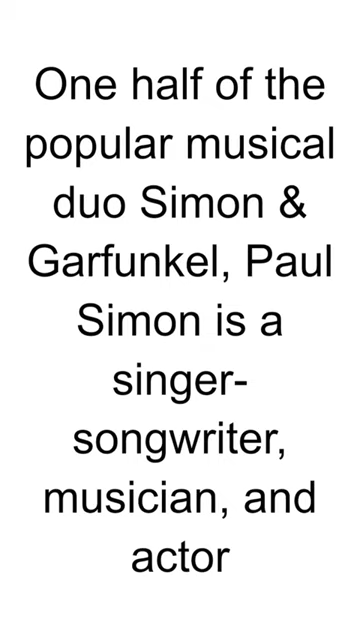 One half of the
popular musical
duo Simon &
Garfunkel, Paul
Simon is a
singer-
songwriter,
musician, and
actor